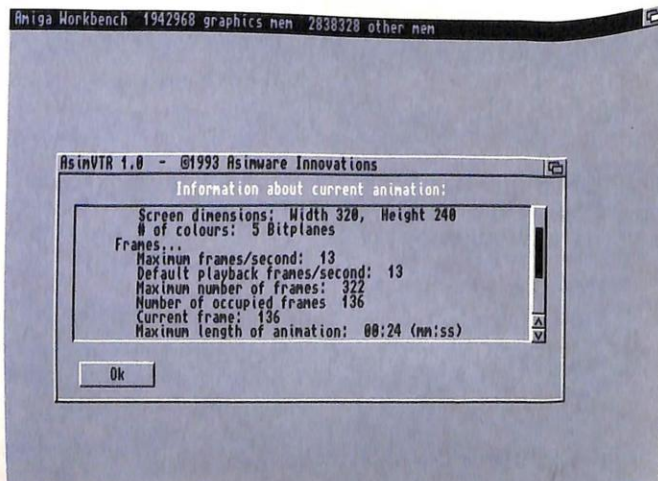 Amiga Workbench 1942968 graphics mem 2838328 other mem
AsimVTR 1.0 - ©1993 Asimware Innovations
Information about current animation:
Screen dimensions: Width 320, Height 240
# of colours: 5 Bitplanes
Frames...
Maximum frames/second: 13
Default playback frames/second: 13
Maximum number of frames: 322
Number of occupied frames 136
Current frame: 136
Maximum length of animation: 00:24 (mm:ss)
Ok